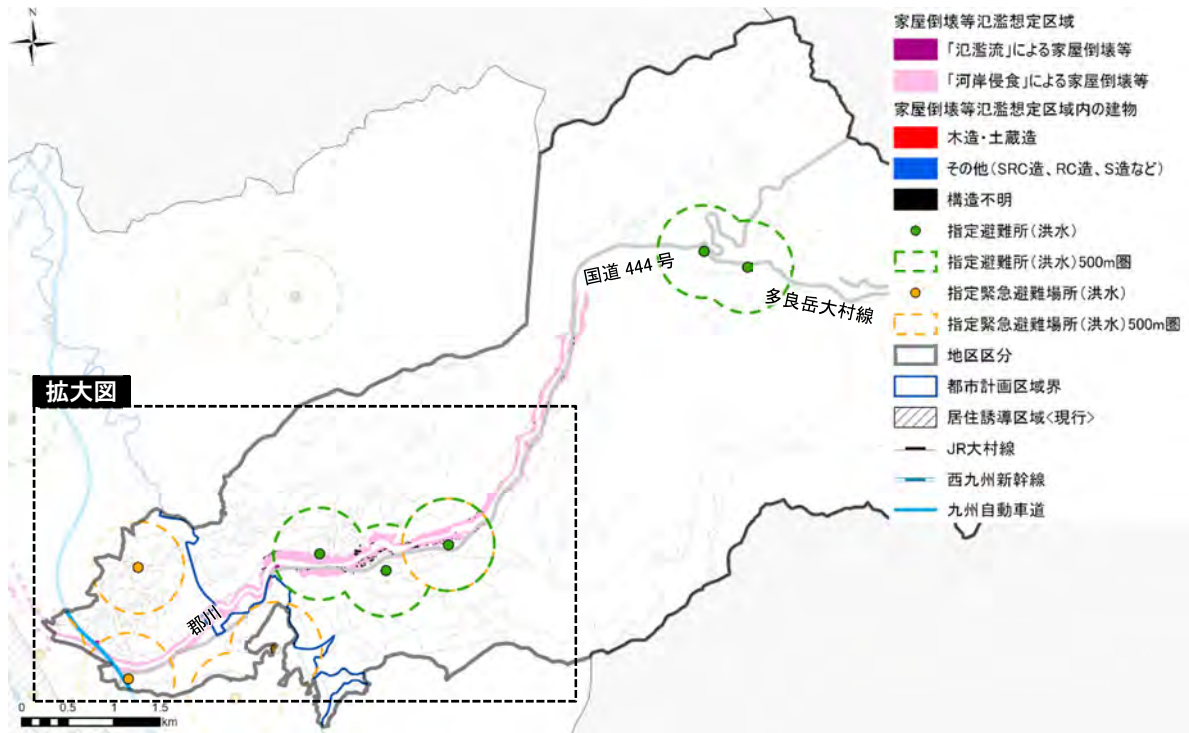 N
家屋倒壊等氾濫想定区域
「氾濫流」による家屋倒壊等
「河岸侵食」による家屋倒壊等
家屋倒壊等氾濫想定区域内の建物
木造・土蔵造
その他（SRC造、RC造、S造など）
構造不明
指定避難所（洪水）
指定避難所（洪水）500m圏
指定緊急避難場所（洪水）
指定緊急避難場所（洪水）500m圏
地区区分
都市計画区域界
居住誘導区域<現行>
JR大村線
西九州新幹線
九州自動車道
国道 444 号
多良岳大村線
拡大図
郡川
0 0.5 1 1.5
km